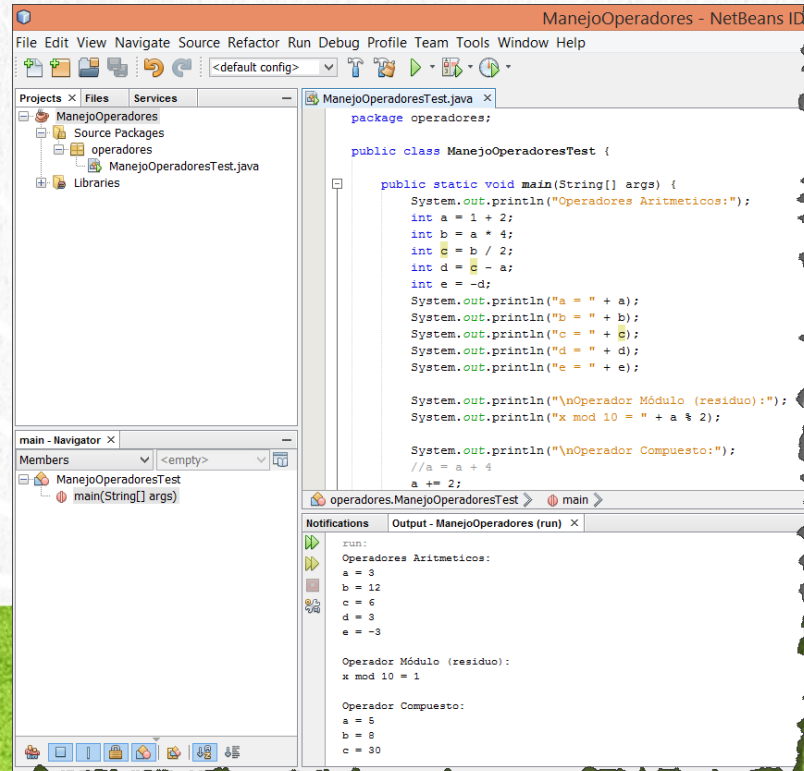 ManejoOperadores - NetBeans ID
File Edit View Navigate Source Refactor Run Debug Profile Team Tools Window Help
<default config>
Projects × Files Services
ManejoOperadores
Source Packages
operadores
ManejoOperadoresTest.java
Libraries
ManejoOperadoresTest.java ×
package operadores;
public class ManejoOperadoresTest {
public static void main(String[] args) {
System.out.println("Operadores Aritmeticos:");
int a = 1 + 2;
int b = a * 4;
int c = b / 2;
int d = c - a;
int e = -d;
System.out.println("a = " + a);
System.out.println("b = " + b);
System.out.println("c = " + c);
System.out.println("d = " + d);
System.out.println("e = " + e);
System.out.println("\nOperador Módulo (residuo):");
System.out.println("x mod 10 = " + a % 2);
System.out.println("\nOperador Compuesto:");
//a = a + 4
a += 2;
operadores.ManejoOperadoresTest main
main - Navigator ×
Members <empty>
ManejoOperadoresTest
main(String[] args)
Notifications Output - ManejoOperadores (run) ×
run:
Operadores Aritmeticos:
a = 3
b = 12
c = 6
d = 3
e = -3
Operador Módulo (residuo):
x mod 10 = 1
Operador Compuesto:
a = 5
b = 8
c = 30